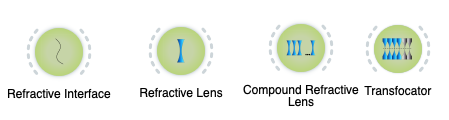 Refractive Interface
Refractive Lens
Compound Refractive
Lens
Transfocator